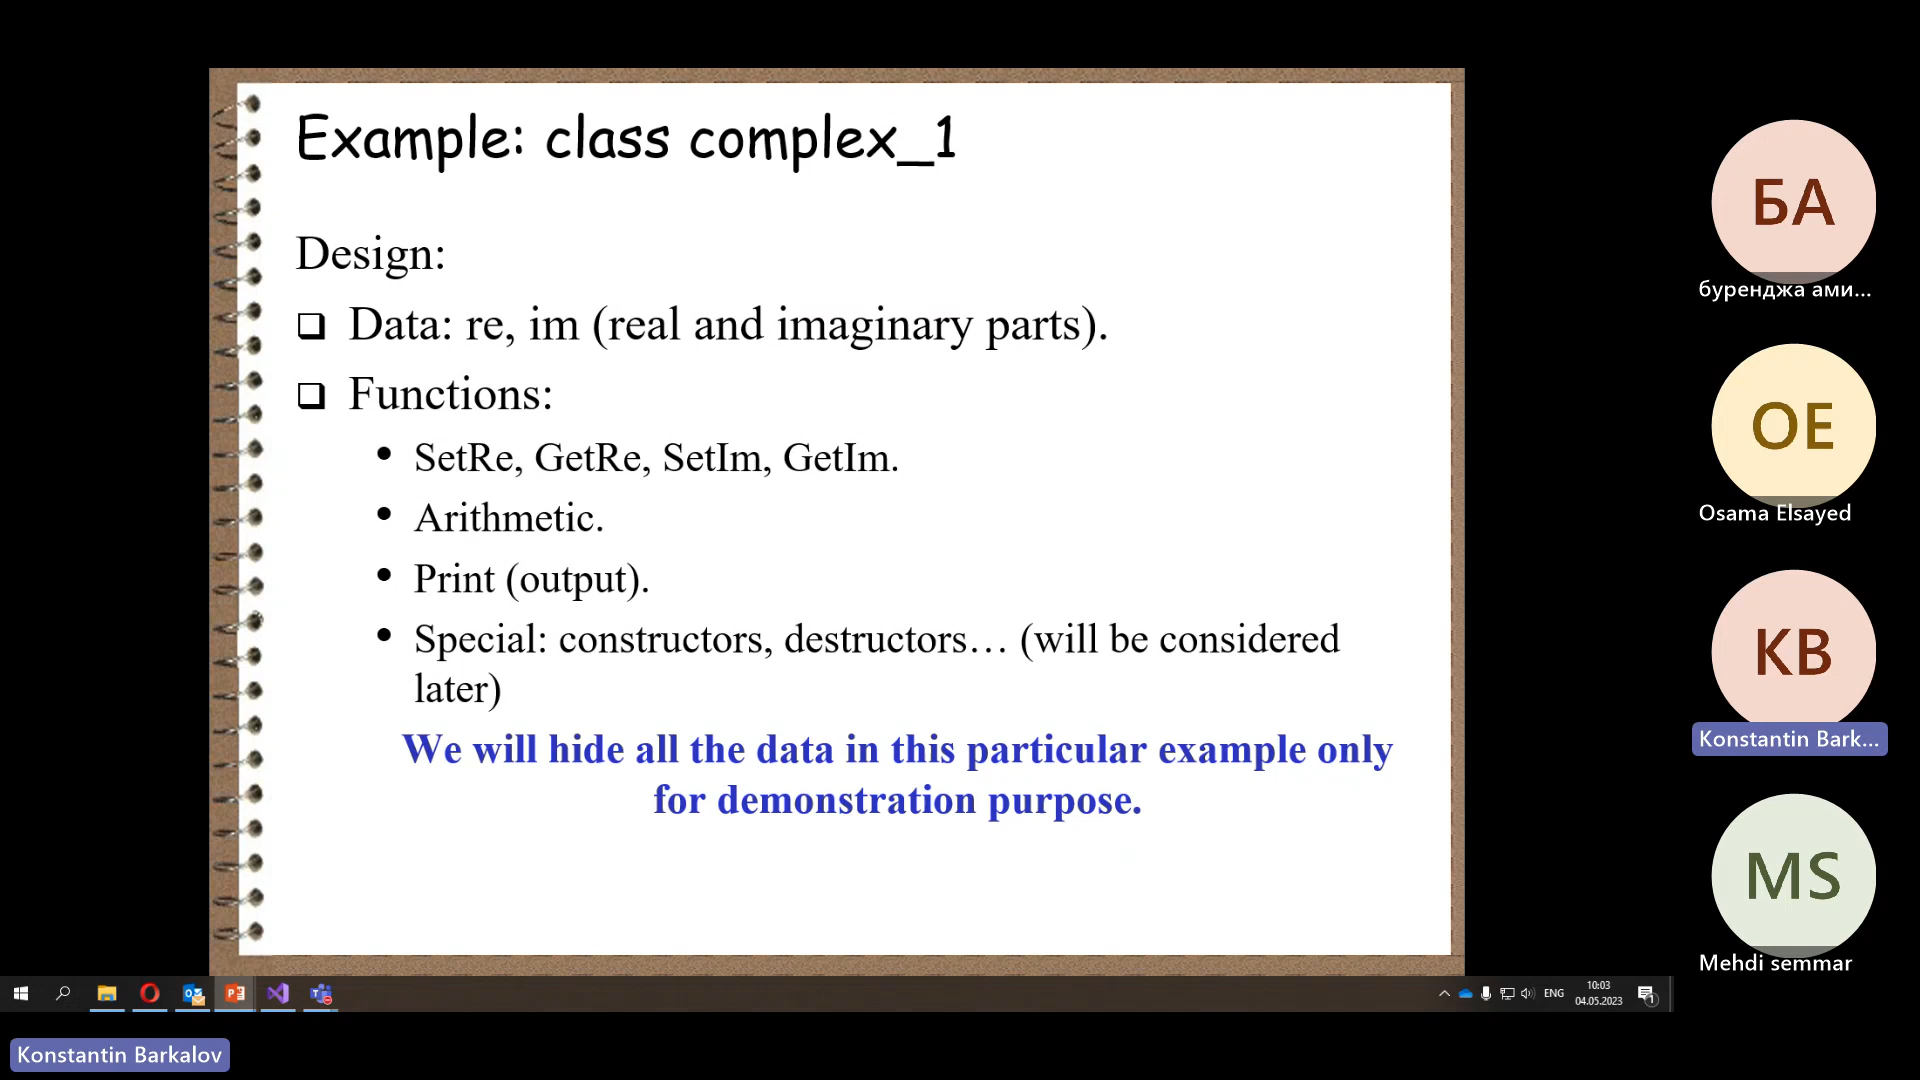 Example: class complex_1
Design:
Data: re, im (real and imaginary parts).
Functions:
SetRe, GetRe, SetIm, GetIm.
Arithmetic.
Print (output).
Special: constructors, destructors… (will be considered
later)
We will hide all the data in this particular example only
for demonstration purpose.
БА
буренджа ами...
OE
Osama Elsayed
KB
Konstantin Bark...
MS
Mehdi semmar
ENG
10:03
04.05.2023
1
Konstantin Barkalov